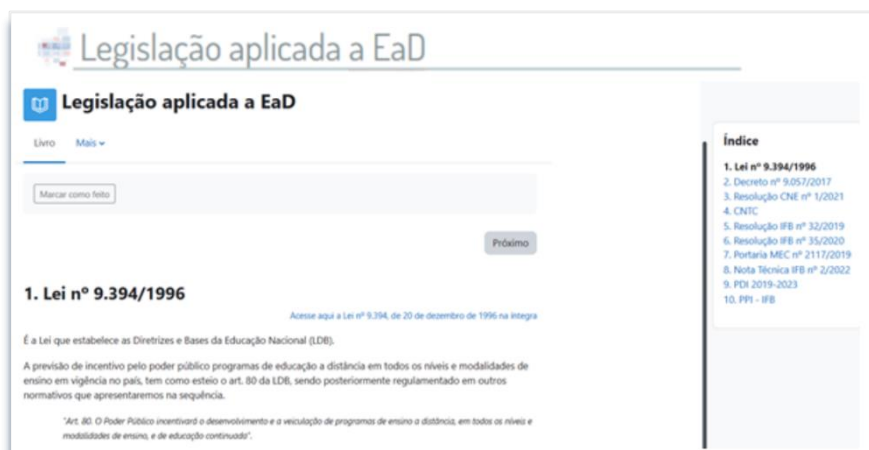 Legislação aplicada a EaD
Legislação aplicada a EaD
Livro Mais
Marcar como feito
Próximo
1. Lei nº 9.394/1996
Acesse aqui a Lei nº 9.394, de 20 de dezembro de 1996 na íntegra
É a Lei que estabelece as Diretrizes e Bases da Educação Nacional (LDB).
A previsão de incentivo pelo poder público programas de educação a distância em todos os níveis e modalidades de
ensino em vigência no país, tem como esteio o art. 80 da LDB, sendo posteriormente regulamentado em outros
normativos que apresentaremos na sequência.
"Art. 80. O Poder Público incentivará o desenvolvimento e a veiculação de programas de ensino a distância, em todos os níveis e
modalidades de ensino, e de educação continuada".
Índice
1. Lei nº 9.394/1996
2. Decreto nº 9.057/2017
3. Resolução CNE nº 1/2021
4. CNTC
5. Resolução IFB nº 32/2019
6. Resolução IFB nº 35/2020
7. Portaria MEC nº 2117/2019
8. Nota Técnica IFB nº 2/2022
9. PDI 2019-2023
10. PPI - IFB